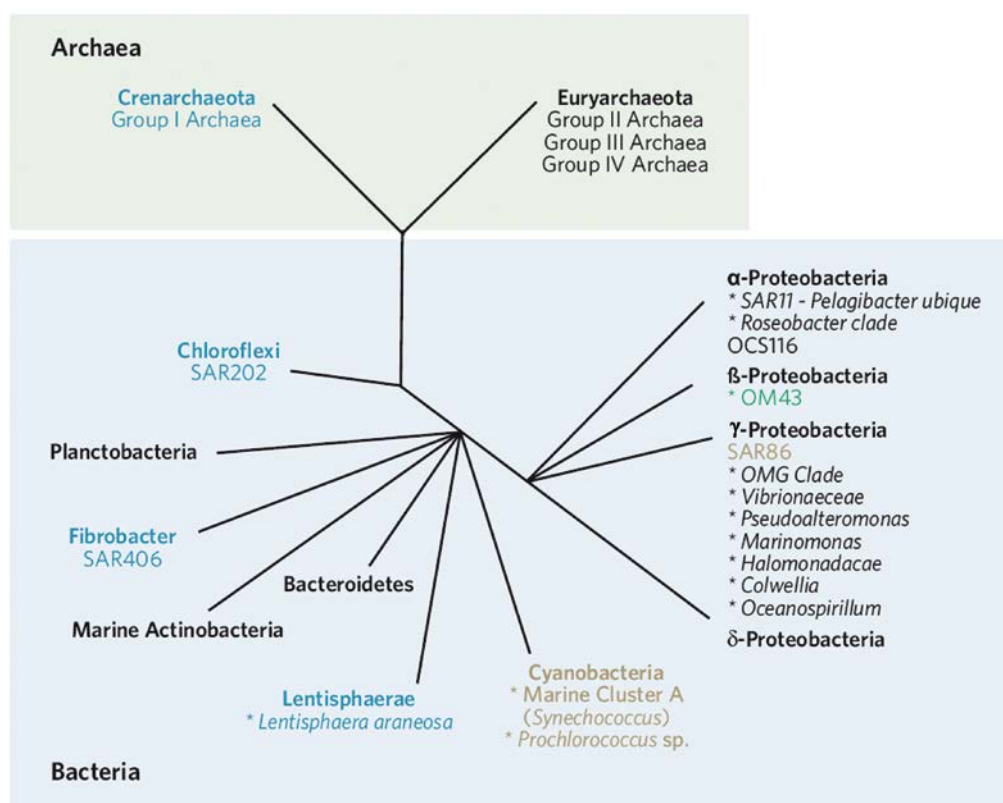 Archaea
Crenarchaeota
Group I Archaea
Euryarchaeota
Group II Archaea
Group III Archaea
Group IV Archaea
α-Proteobacteria
* SAR11 - Pelagibacter ubique
* Roseobacter clade
OCS116
ß-Proteobacteria
* OM43
γ-Proteobacteria
SAR86
* OMG Clade
* Vibrionaeceae
* Pseudoalteromonas
* Marinomonas
* Halomonadacae
* Colwellia
* Oceanospirillum
δ-Proteobacteria
Chloroflexi
SAR202
Planctobacteria
Fibrobacter
SAR406
Bacteroidetes
Marine Actinobacteria
Lentisphaerae
* Lentisphaera araneosa
Cyanobacteria
* Marine Cluster A
(Synechococcus)
* Prochlorococcus sp.
Bacteria